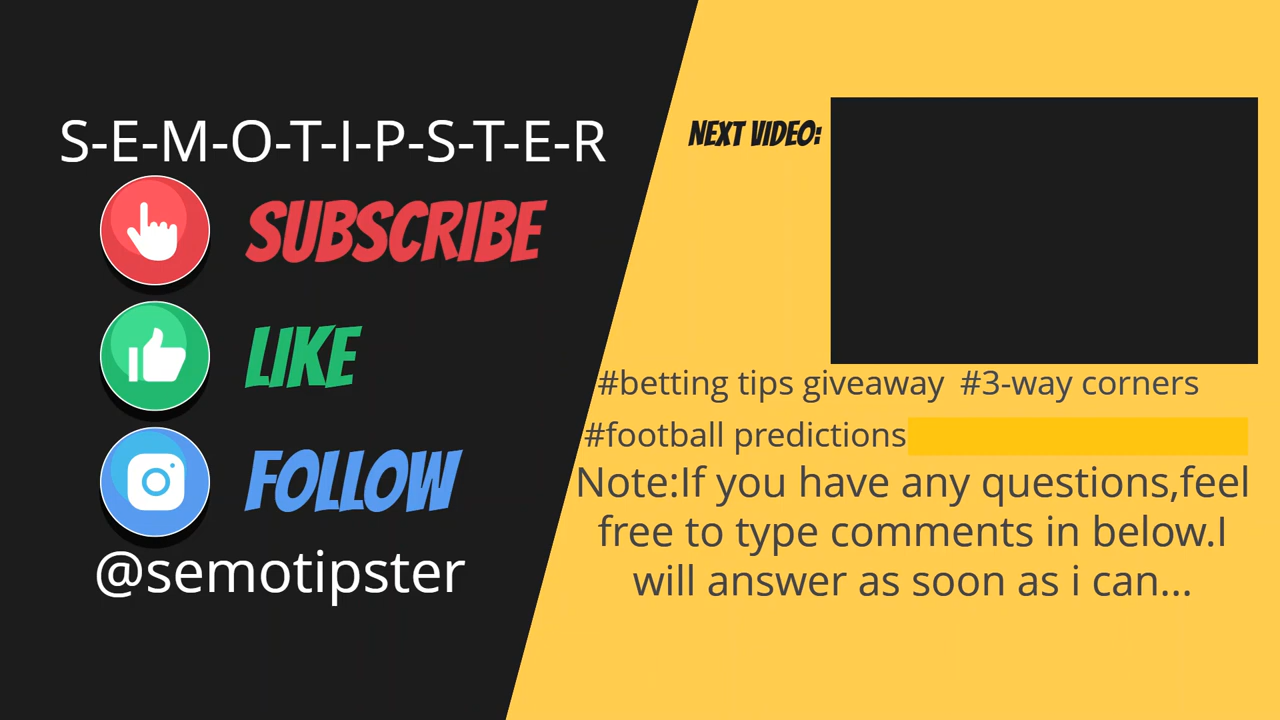 S-E-M-O-T-I-P-S-T-E-R
SUBSCRIBE
LIKE
FOLLOW
@semotipster
NEXT VIDEO:
#betting tips giveaway #3-way corners
#football predictions
Note:If you have any questions,feel
free to type comments in below.I
will answer as soon as i can...